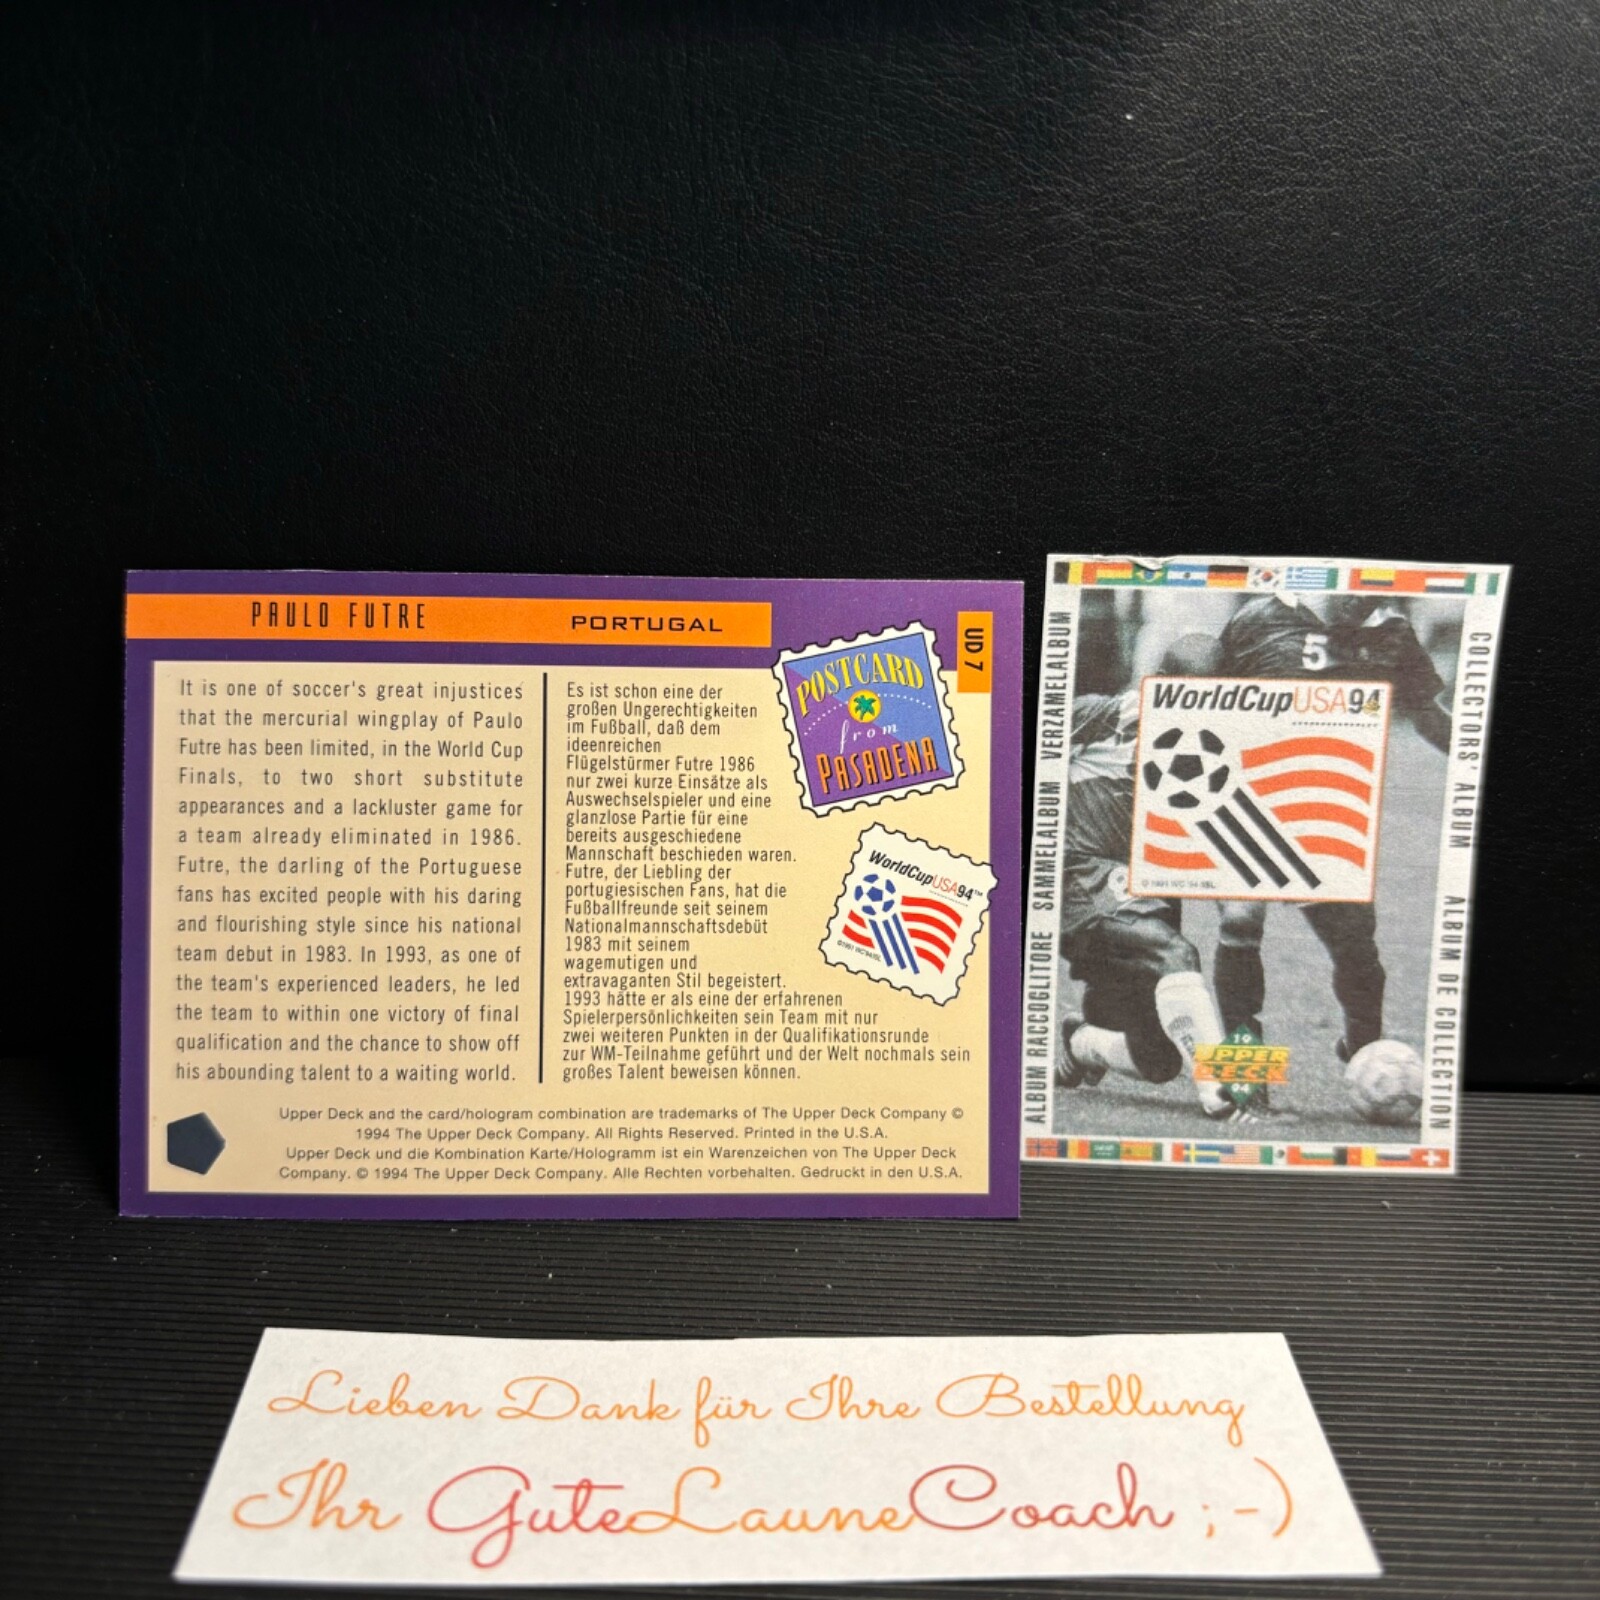 PAULO FUTRE PORTUGAL
UD 7
It is one of soccer's great injustices
that the mercurial wingplay of Paulo
Futre has been limited, in the World Cup
Finals, to two short substitute
appearances and a lackluster game for
a team already eliminated in 1986.
Futre, the darling of the Portuguese
fans has excited people with his daring
and flourishing style since his national
team debut in 1983. In 1993, as one of
the team's experienced leaders, he led
the team to within one victory of final
qualification and the chance to show off
his abounding talent to a waiting world.
Es ist schon eine der
großen Ungerechtigkeiten
im Fußball, daß dem
ideenreichen
Flügelstürmer Futre 1986
nur zwei kurze Einsätze als
Auswechselspieler und eine
glanzlose Partie für eine
bereits ausgeschiedene
Mannschaft beschieden waren.
Futre, der Liebling der
portugiesischen Fans, hat die
Fußballfreunde seit seinem
Nationalmannschaftsdebüt
1983 mit seinem
wagemutigen und
extravaganten Stil begeistert.
1993 hätte er als eine der erfahrenen
Spielerpersönlichkeiten sein Team mit nur
zwei weiteren Punkten in der Qualifikationsrunde
zur WM-Teilnahme geführt und der Welt nochmals sein
großes Talent beweisen können.
POSTCARD
from
PASADENA
WorldCupUSA94™
©1991 WC'94/ISL
Upper Deck and the card/hologram combination are trademarks of The Upper Deck Company ©
1994 The Upper Deck Company. All Rights Reserved. Printed in the U.S.A.
Upper Deck und die Kombination Karte/Hologramm ist ein Warenzeichen von The Upper Deck
Company. © 1994 The Upper Deck Company. Alle Rechten vorbehalten. Gedruckt in den U.S.A.
ALBUM RACCOGLITORE SAMMELALBUM VERZAMELALBUM
5
WorldCupUSA94
© 1991 WC '94/ISL
19
UPPER
DECK
94
COLLECTORS' ALBUM ALBUM DE COLLECTION
Lieben Dank für Ihre Bestellung
Ihr GuteLauneCoach ;-)